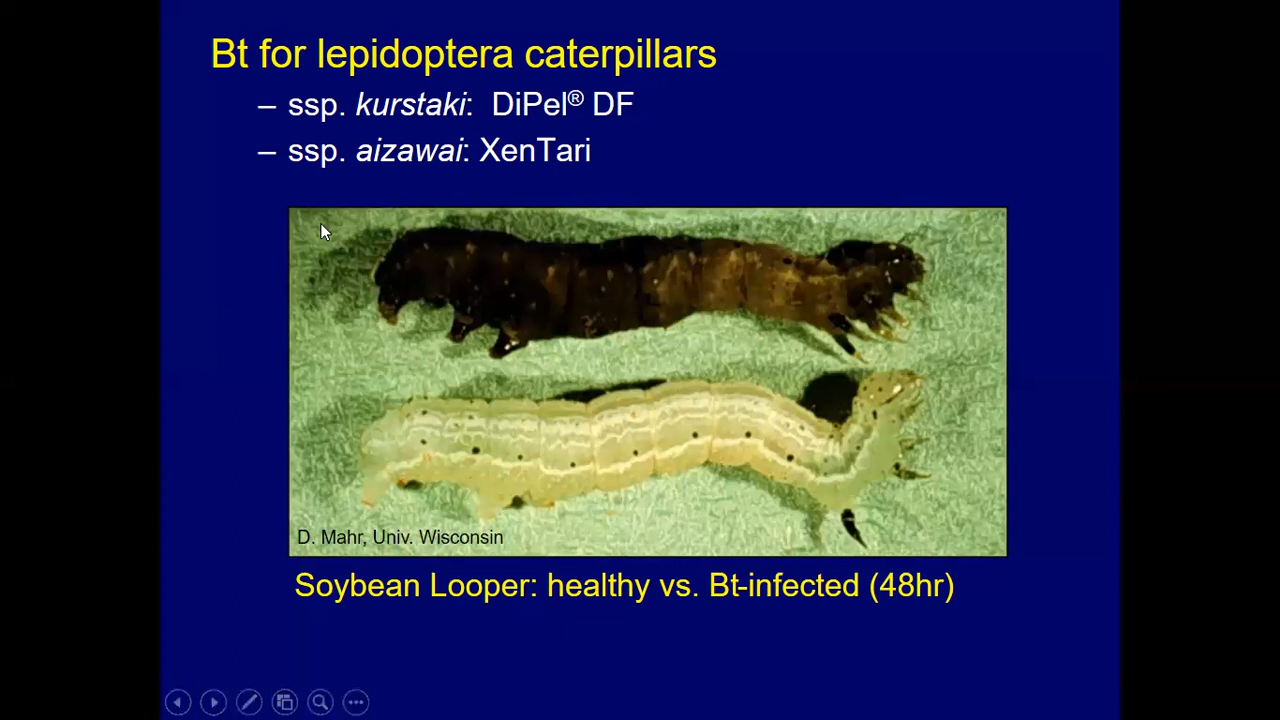 Bt for lepidoptera caterpillars
– ssp. kurstaki: DiPel® DF
– ssp. aizawai: XenTari
D. Mahr, Univ. Wisconsin
Soybean Looper: healthy vs. Bt-infected (48hr)